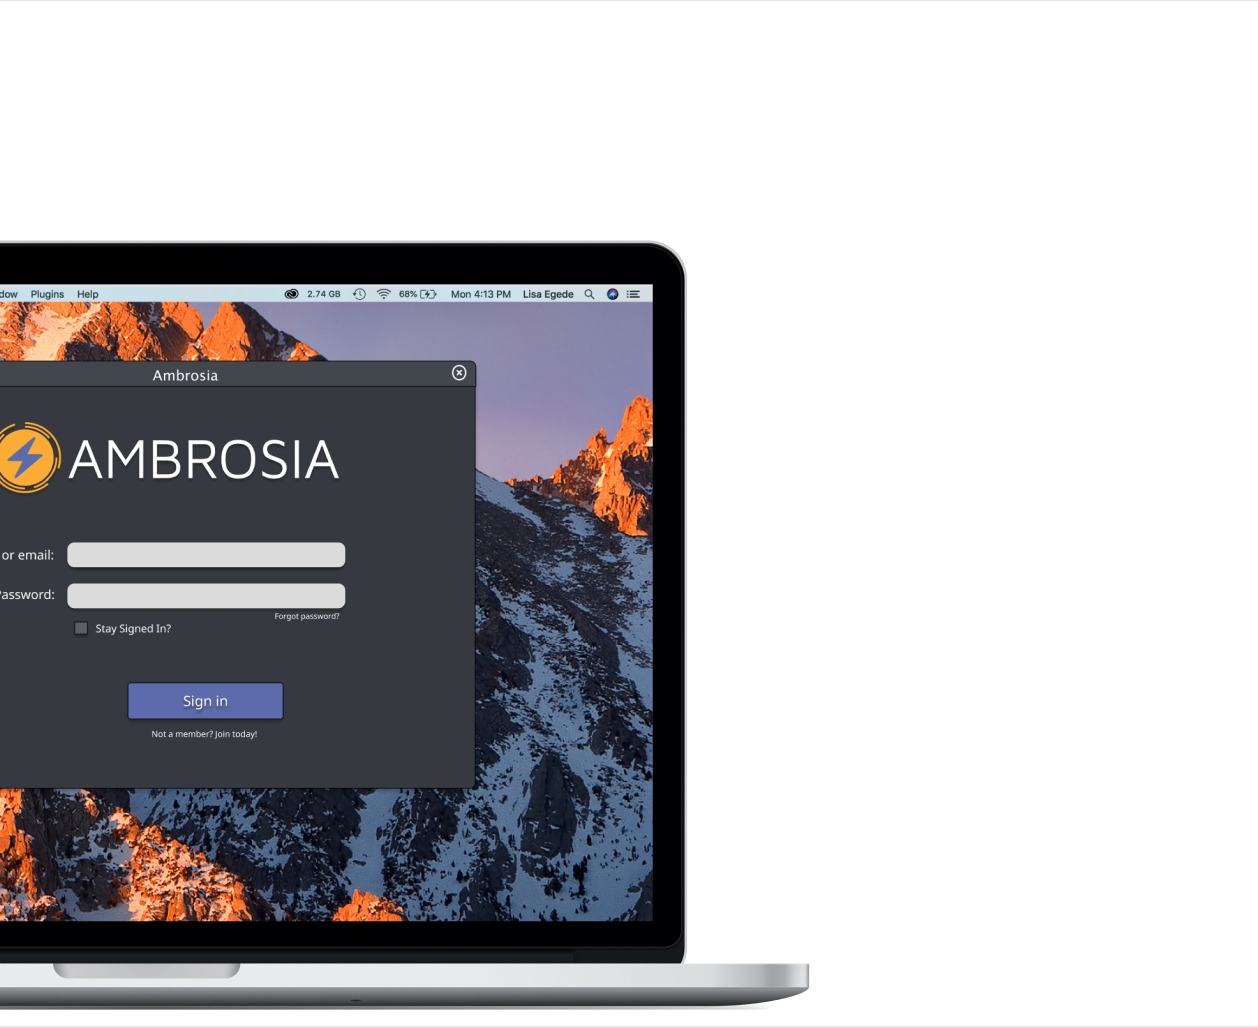 dow Plugins Help 2.74 GB 68% Mon 4:13 PM Lisa Egede
Ambrosia
AMBROSIA
or email:
Password:
Forgot password?
Stay Signed In?
Sign in
Not a member? Join today!